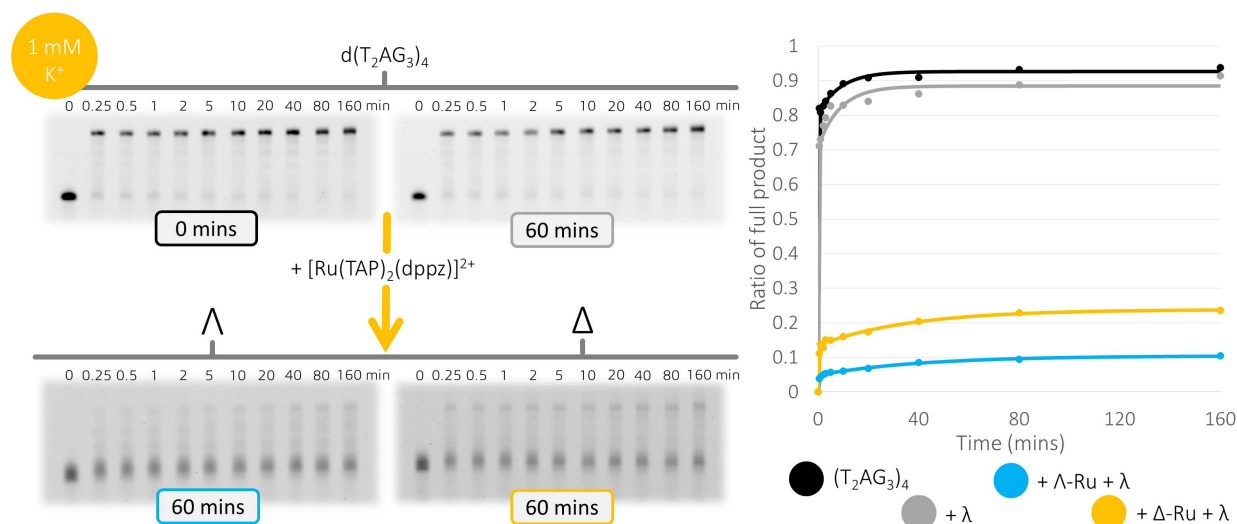 1 mM
K⁺
d(T₂AG₃)₄
0 0.25 0.5 1 2 5 10 20 40 80 160 min
0 0.25 0.5 1 2 5 10 20 40 80 160 min
0 mins
60 mins
+ [Ru(TAP)₂(dppz)]²⁺
Λ
Δ
0 0.25 0.5 1 2 5 10 20 40 80 160 min
0 0.25 0.5 1 2 5 10 20 40 80 160 min
60 mins
60 mins
Ratio of full product
1
0.9
0.8
0.7
0.6
0.5
0.4
0.3
0.2
0.1
0
0 40 80 120 160
Time (mins)
(T₂AG₃)₄
+ λ
+ Λ-Ru + λ
+ Δ-Ru + λ